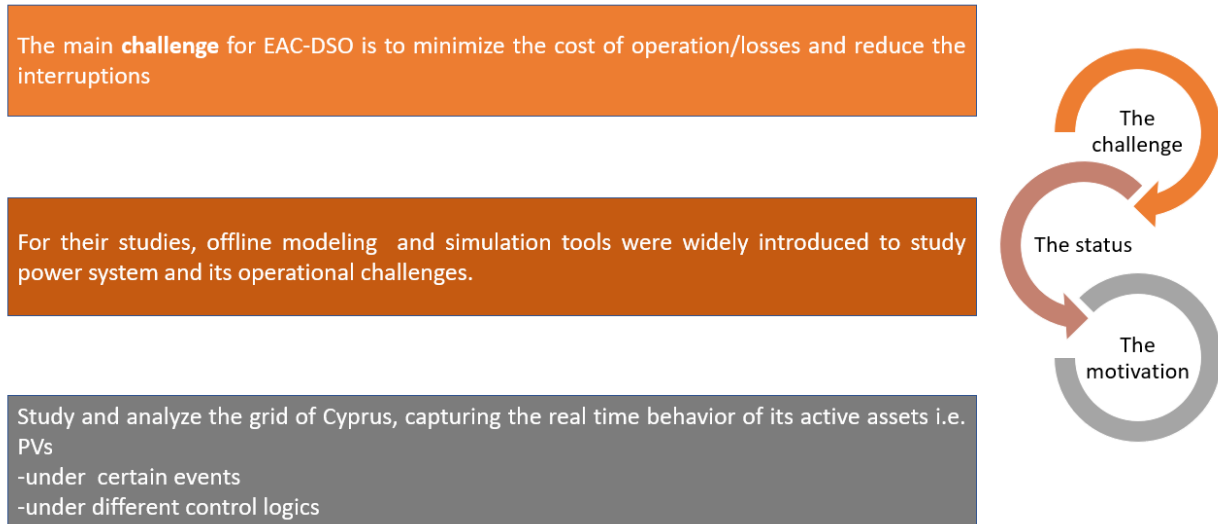 The main challenge for EAC-DSO is to minimize the cost of operation/losses and reduce the
interruptions
The
challenge
For their studies, offline modeling and simulation tools were widely introduced to study
power system and its operational challenges.
The status
The
motivation
Study and analyze the grid of Cyprus, capturing the real time behavior of its active assets i.e.
PVs
-under certain events
-under different control logics